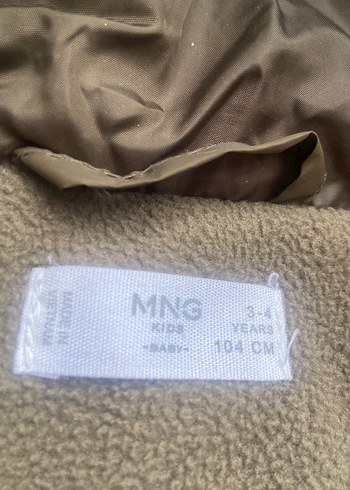 MNG
KIDS
-BABY-
3-4
YEARS
104 CM
MADE IN
VIETNAM